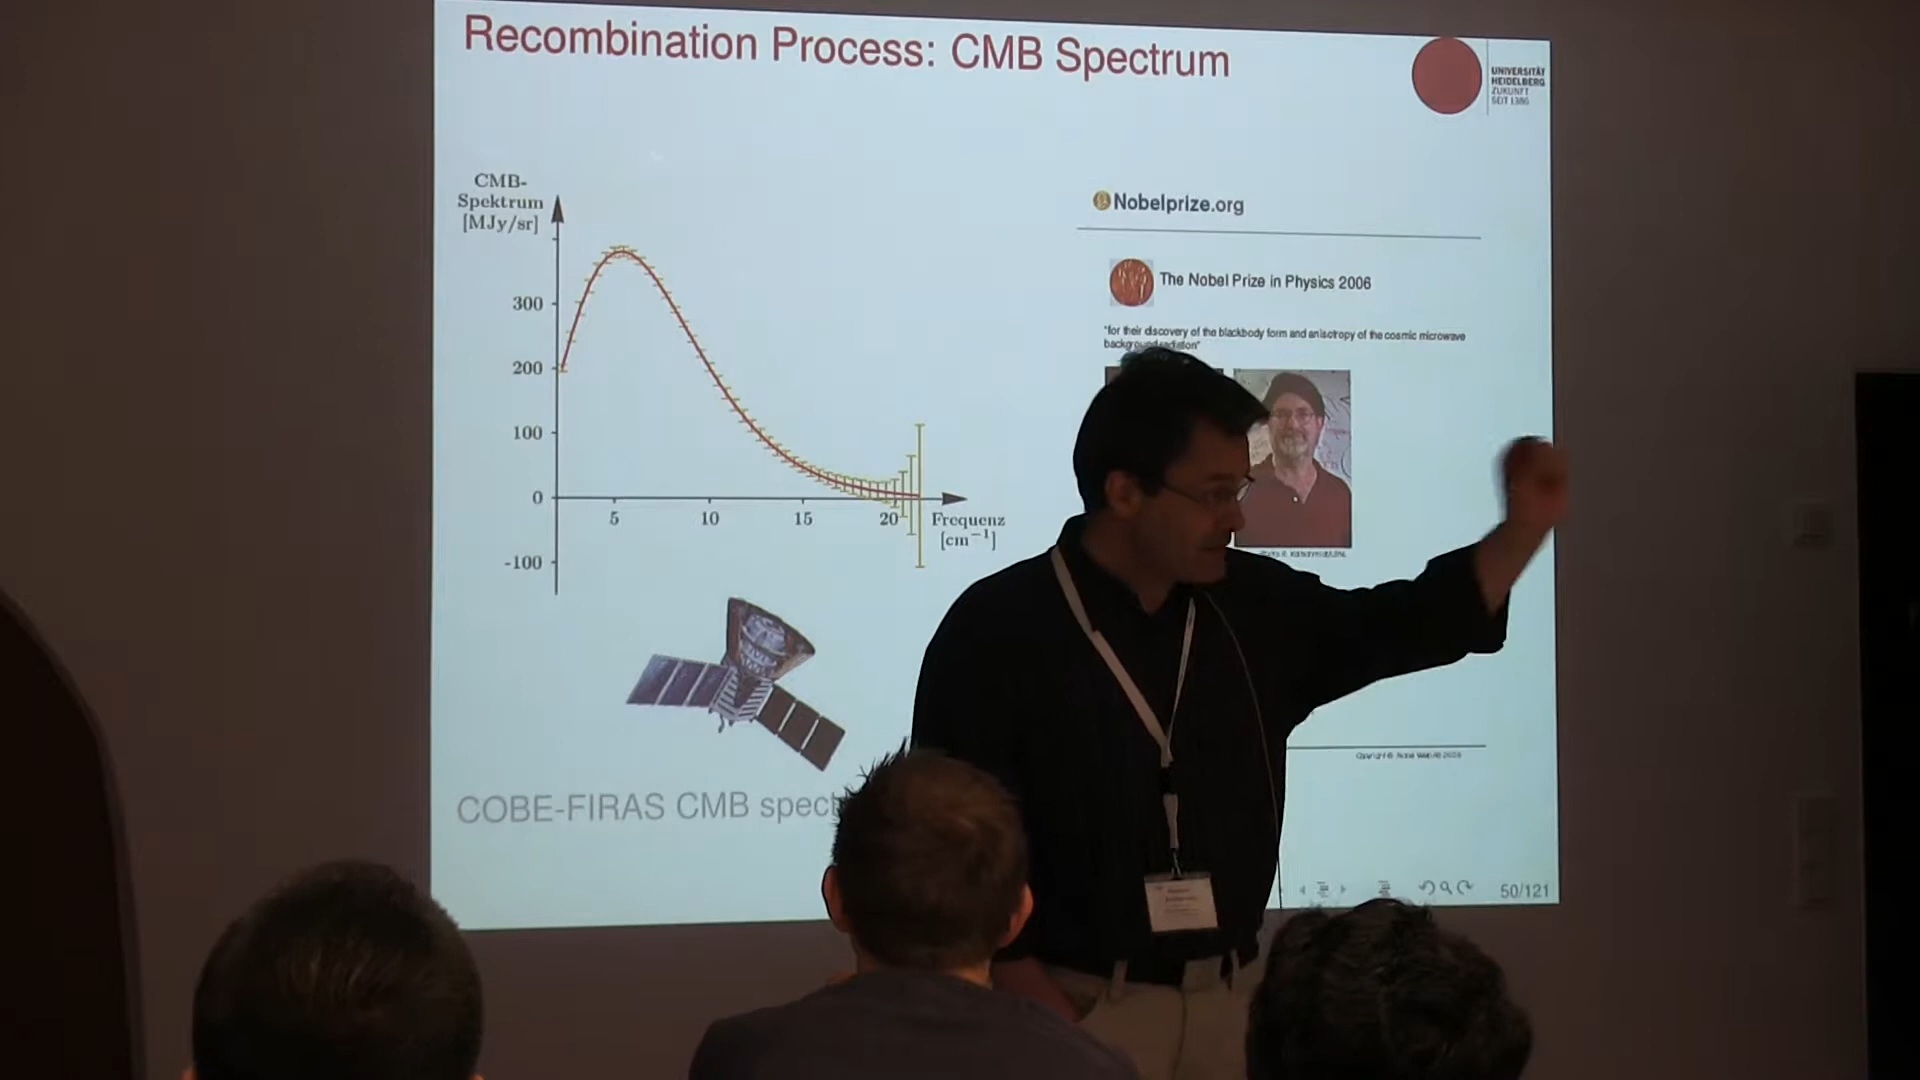 Recombination Process: CMB Spectrum
UNIVERSITÄT
HEIDELBERG
ZUKUNFT
SEIT 1386
CMB-
Spektrum
[MJy/sr]
300
200
100
0
-100
5
10
15
20
Frequenz
[cm⁻¹]
Nobelprize.org
The Nobel Prize in Physics 2006
"for their discovery of the blackbody form and anisotropy of the cosmic microwave
background radiation"
COBE-FIRAS CMB
50/121